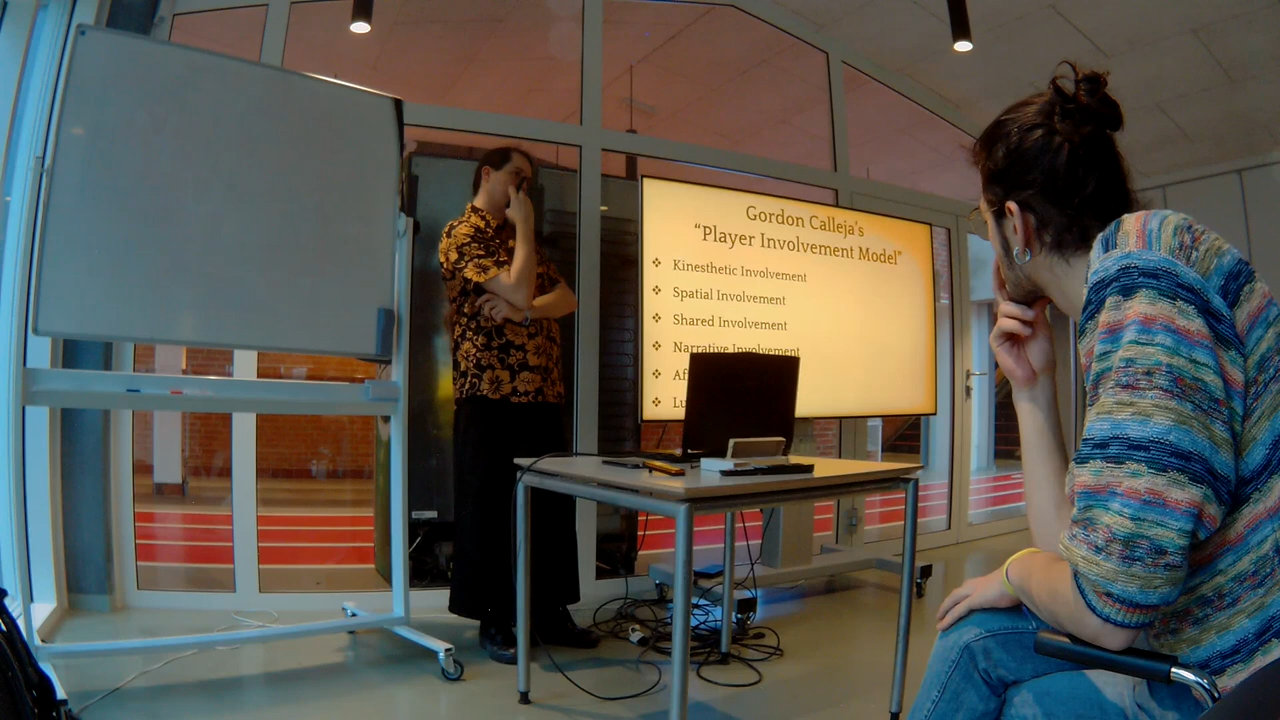 Gordon Calleja's
“Player Involvement Model”
❖ Kinesthetic Involvement
❖ Spatial Involvement
❖ Shared Involvement
❖ Narrative Involvement
❖
❖